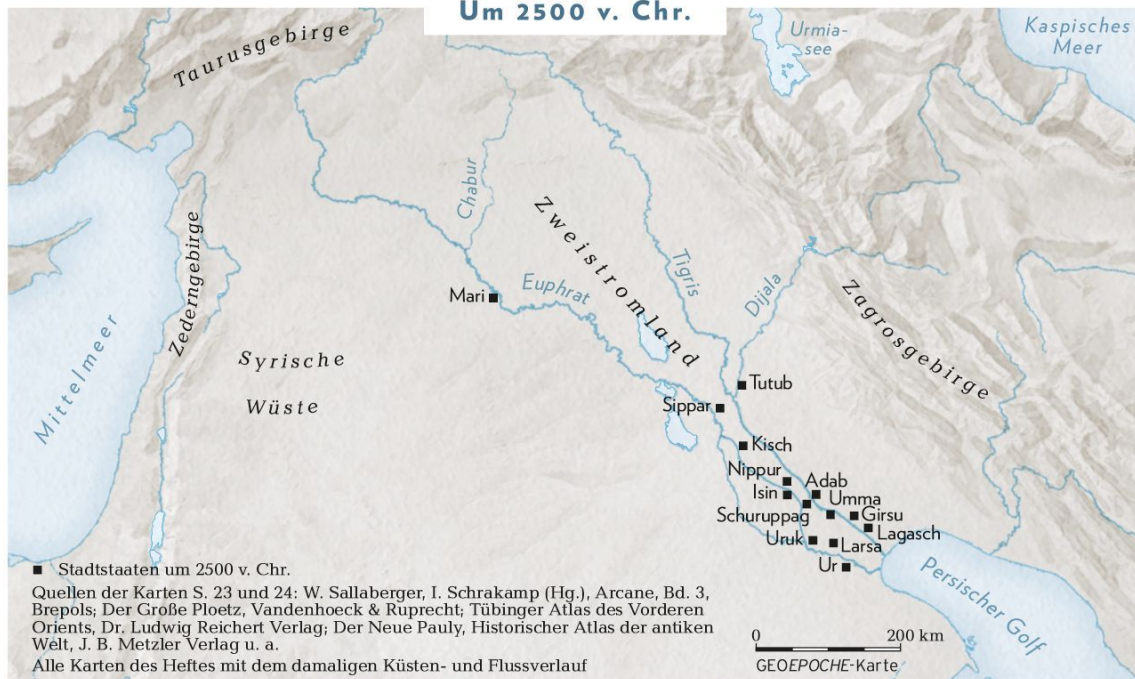 Um 2500 v. Chr.
Kaspisches
Meer
Urmia-
see
Taurusgebirge
Chabur
Zweistromland
Zederngebirge
Tigris
Dijala
Mari
Euphrat
Zagrosgebirge
Mittelmeer
Syrische
Wüste
Tutub
Sippar
Kisch
Nippur
Adab
Isin
Umma
Schuruppag
Girsu
Lagasch
Uruk
Larsa
Ur
Persischer Golf
Stadtstaaten um 2500 v. Chr.
Quellen der Karten S. 23 und 24: W. Sallaberger, I. Schrakamp (Hg.), Arcane, Bd. 3,
Brepols; Der Große Ploetz, Vandenhoeck & Ruprecht; Tübinger Atlas des Vorderen
Orients, Dr. Ludwig Reichert Verlag; Der Neue Pauly, Historischer Atlas der antiken
Welt, J. B. Metzler Verlag u. a.
Alle Karten des Heftes mit dem damaligen Küsten- und Flussverlauf
0 200 km
GEOEPOCHE-Karte